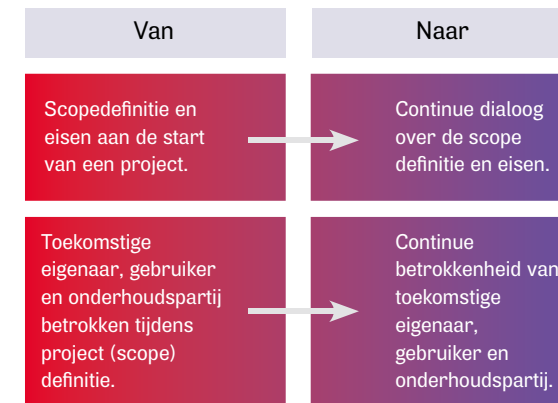 Van
Naar
Scopedefinitie en
eisen aan de start
van een project.
Continue dialoog
over de scope
definitie en eisen.
Toekomstige
eigenaar, gebruiker
en onderhoudspartij
betrokken tijdens
project (scope)
definitie.
Continue
betrokkenheid van
toekomstige
eigenaar,
gebruiker en
onderhoudspartij.